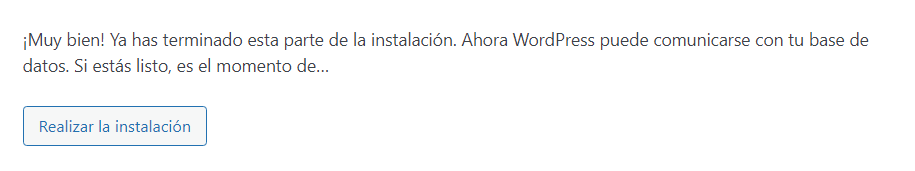 ¡Muy bien! Ya has terminado esta parte de la instalación. Ahora WordPress puede comunicarse con tu base de
datos. Si estás listo, es el momento de…
Realizar la instalación